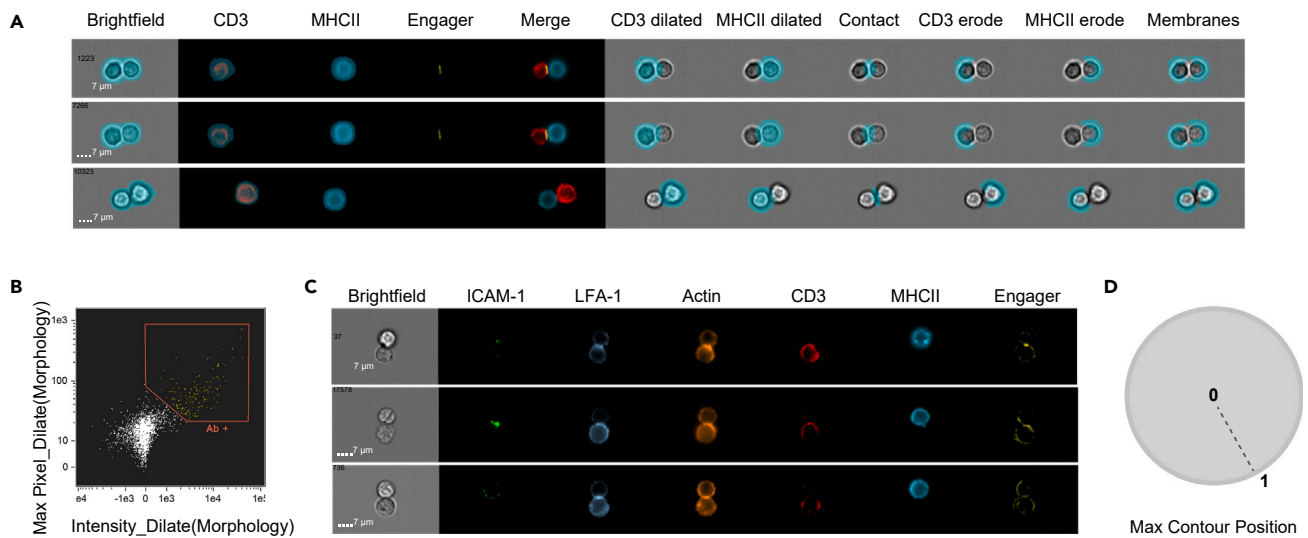 A
Brightfield CD3 MHCII Engager Merge CD3 dilated MHCII dilated Contact CD3 erode MHCII erode Membranes
1223
7 µm
7266
7 µm
10323
7 µm
B
Max Pixel_Dilate(Morphology)
1e3
100
10
0
Ab +
-1e3 0 1e3 1e4
Intensity_Dilate(Morphology)
C
Brightfield ICAM-1 LFA-1 Actin CD3 MHCII Engager
37
7 µm
17578
7 µm
736
7 µm
D
0
1
Max Contour Position